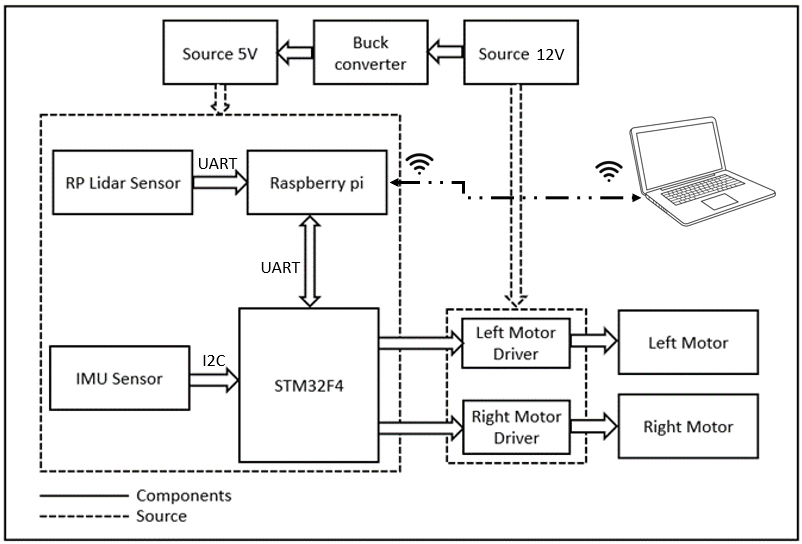 Source 5V
Buck
converter
Source 12V
RP Lidar Sensor
UART
Raspberry pi
UART
IMU Sensor
I2C
STM32F4
Left Motor
Driver
Left Motor
Right Motor
Driver
Right Motor
Components
Source